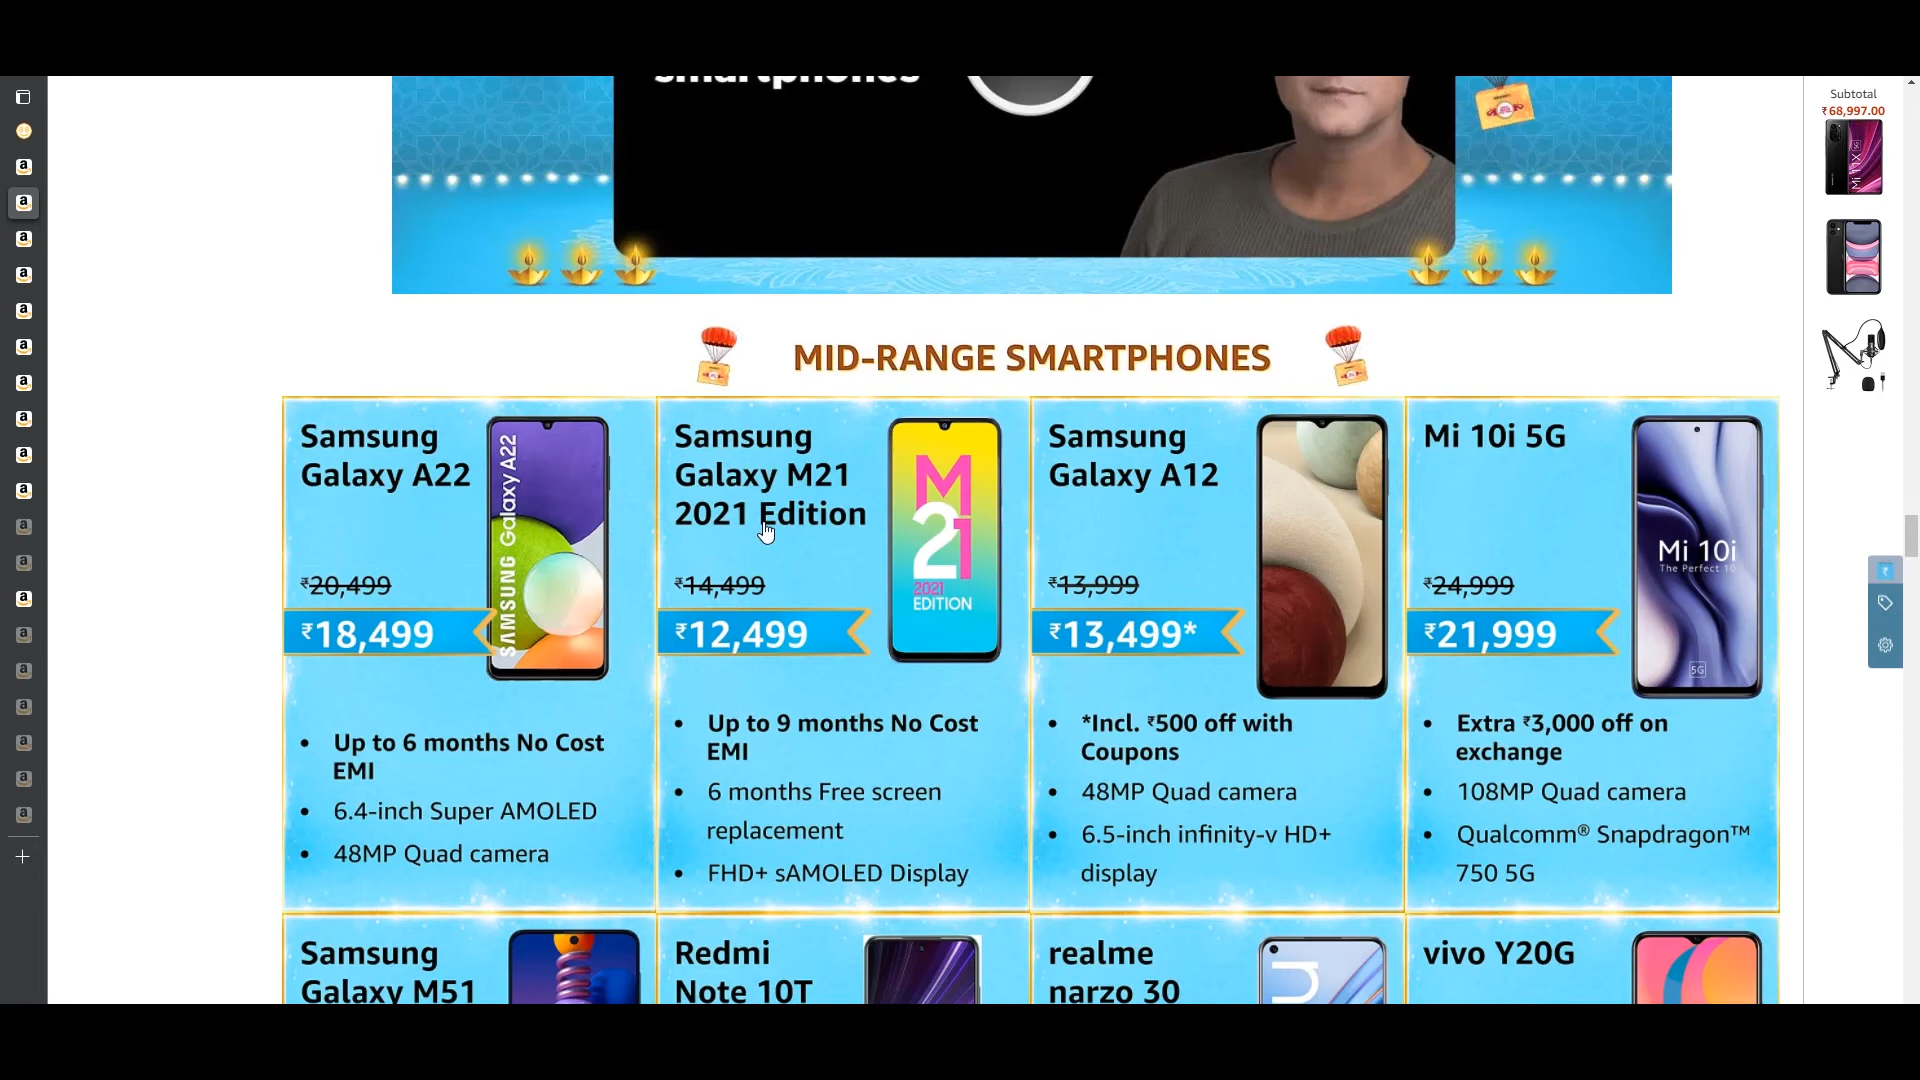 smartphones
Subtotal
₹68,997.00
Mi 11X 5G
MID-RANGE SMARTPHONES
Samsung
Galaxy A22
₹20,499
₹18,499
SAMSUNG Galaxy A22
Up to 6 months No Cost
EMI
6.4-inch Super AMOLED
48MP Quad camera
Samsung
Galaxy M21
2021 Edition
₹14,499
₹12,499
M
21
2021
EDITION
Up to 9 months No Cost
EMI
6 months Free screen
replacement
FHD+ sAMOLED Display
Samsung
Galaxy A12
₹13,999
₹13,499*
*Incl. ₹500 off with
Coupons
48MP Quad camera
6.5-inch infinity-v HD+
display
Mi 10i 5G
₹24,999
₹21,999
Mi 10i
The Perfect 10
5G
Extra ₹3,000 off on
exchange
108MP Quad camera
Qualcomm® Snapdragon™
750 5G
Samsung
Galaxy M51
Redmi
Note 10T
realme
narzo 30
vivo Y20G